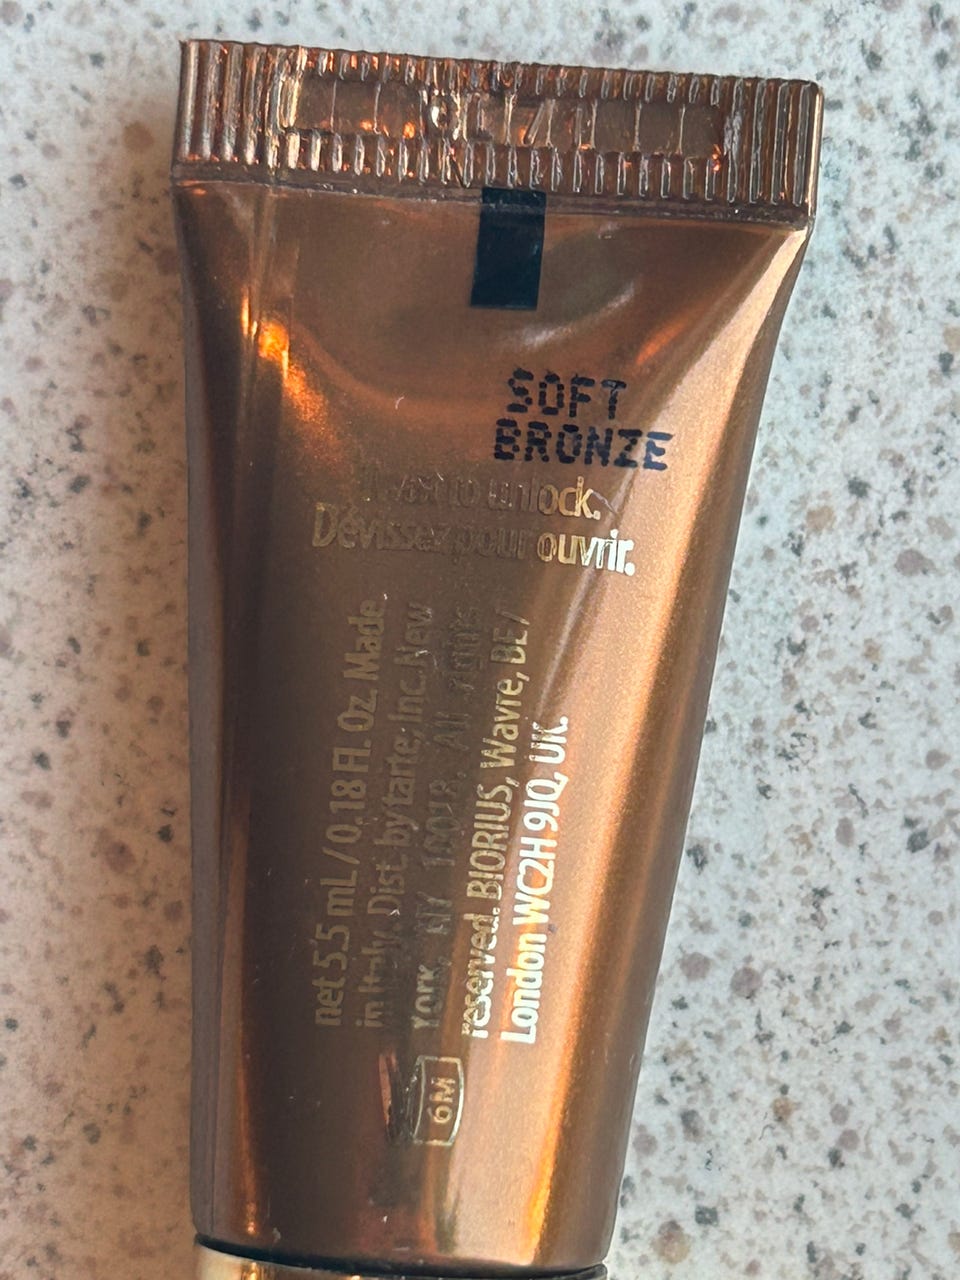 SOFT
BRONZE
to unlock.
Dévissez pour ouvrir.
net 5.5 mL / 0.18 Fl. Oz. Made
in Italy. Dist. by tarte, inc. New
York, NY 10018. All rights
reserved. BIORIUS, Wavre, BE /
London WC2H 9JQ, UK.
6M